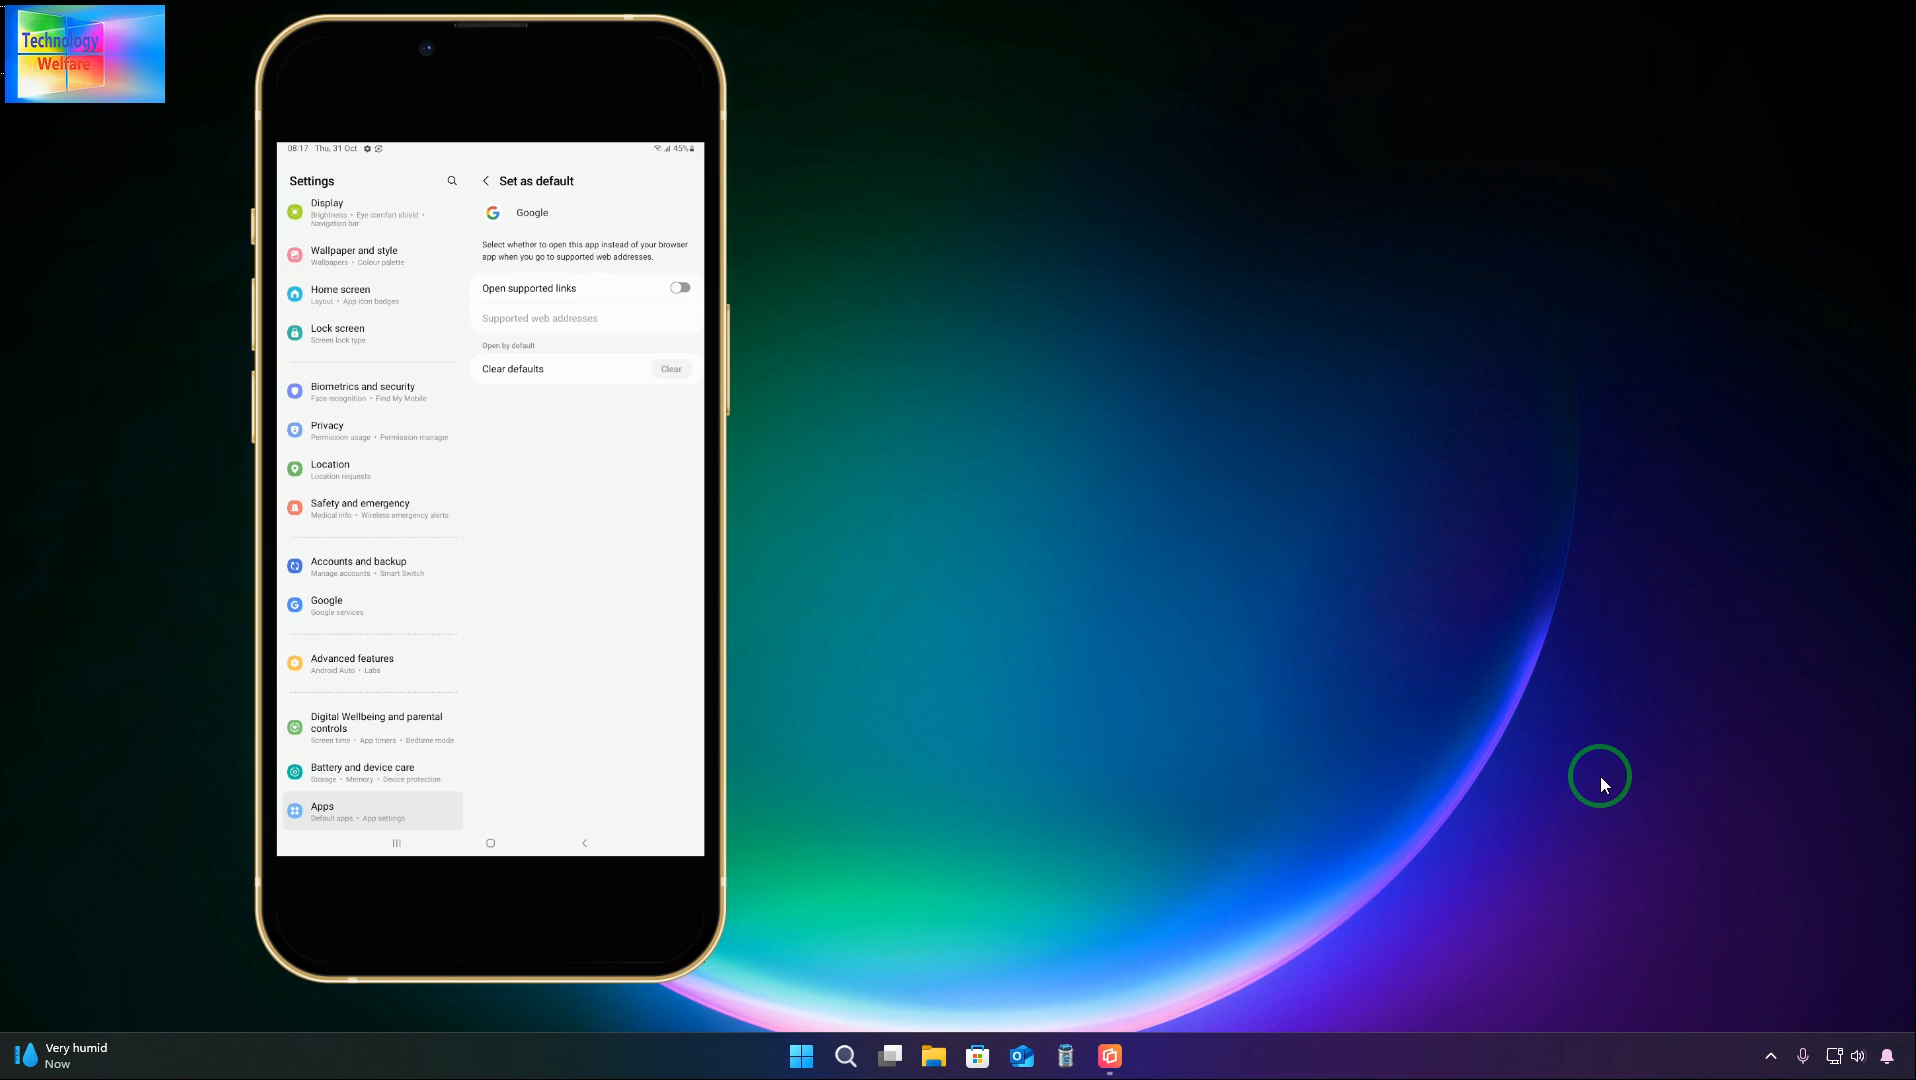 Technology
Welfare
08:17 Thu, 31 Oct
45%
Settings
Display
Brightness • Eye comfort shield •
Navigation bar
Wallpaper and style
Wallpapers • Colour palette
Home screen
Layout • App icon badges
Lock screen
Screen lock type
Biometrics and security
Face recognition • Find My Mobile
Privacy
Permission usage • Permission manager
Location
Location requests
Safety and emergency
Medical info • Wireless emergency alerts
Accounts and backup
Manage accounts • Smart Switch
Google
Google services
Advanced features
Android Auto • Labs
Digital Wellbeing and parental
controls
Screen time • App timers • Bedtime mode
Battery and device care
Storage • Memory • Device protection
Apps
Default apps • App settings
Set as default
Google
Select whether to open this app instead of your browser
app when you go to supported web addresses.
Open supported links
Supported web addresses
Open by default
Clear defaults
Clear
Very humid
Now